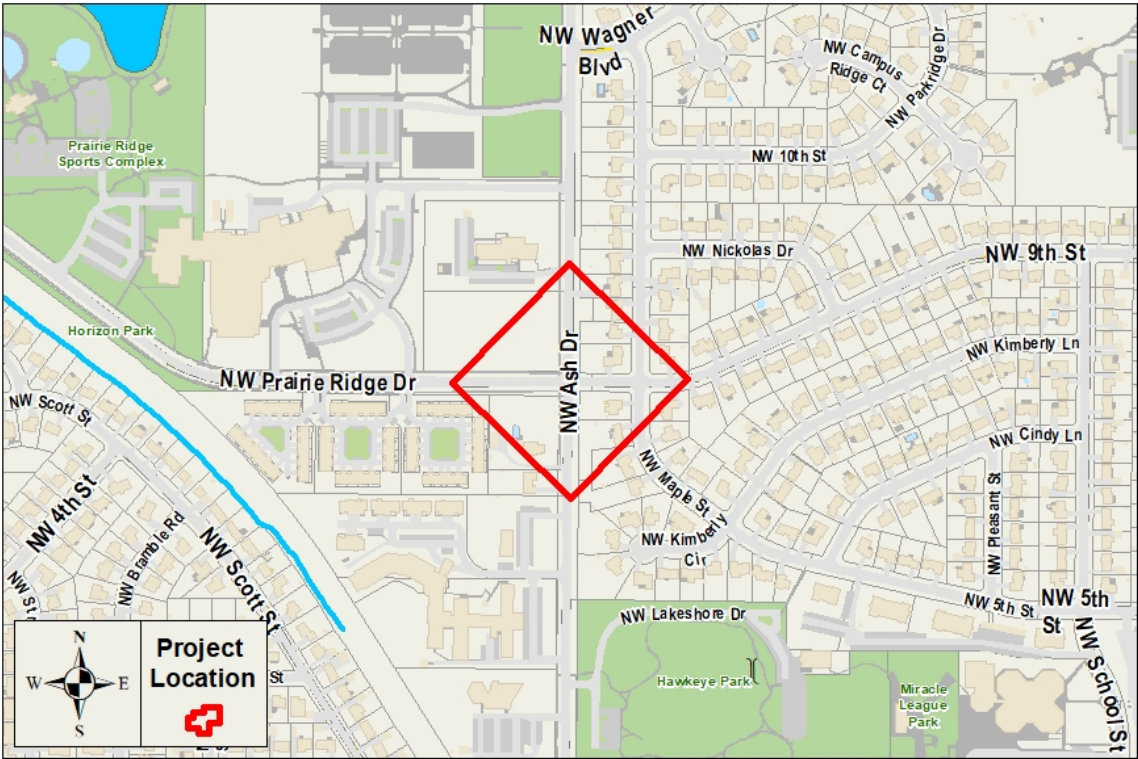 NW Wagner
Blvd
NW Campus
Ridge Ct
NW Parkridge Dr
Prairie Ridge
Sports Complex
NW 10th St
NW Nickolas Dr
NW 9th St
Horizon Park
NW Prairie Ridge Dr
NW Ash Dr
NW Kimberly Ln
NW Scott St
NW Cindy Ln
NW 4th St
NW Maple St
NW Pleasant St
NW Bramble Rd
NW Scott St
NW Kimberly
Cir
NW St
NW 5th St
NW 5th
St
NW Lakeshore Dr
NW School St
Hawkeye Park
Miracle
League
Park
St
N
W
E
S
Project
Location